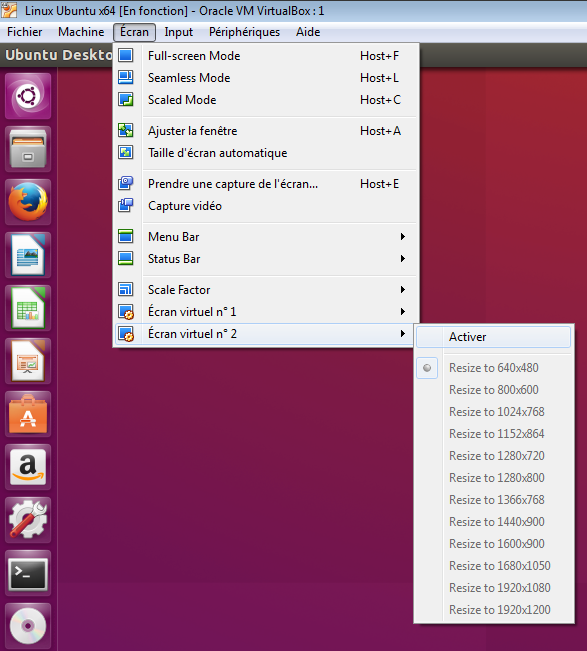 Linux Ubuntu x64 [En fonction] - Oracle VM VirtualBox : 1
Fichier Machine Écran Input Périphériques Aide
Ubuntu Deskto
Full-screen Mode Host+F
Seamless Mode Host+L
Scaled Mode Host+C
Ajuster la fenêtre Host+A
Taille d'écran automatique
Prendre une capture de l'écran... Host+E
Capture vidéo
Menu Bar
Status Bar
Scale Factor
Écran virtuel n° 1
Écran virtuel n° 2
Activer
Resize to 640x480
Resize to 800x600
Resize to 1024x768
Resize to 1152x864
Resize to 1280x720
Resize to 1280x800
Resize to 1366x768
Resize to 1440x900
Resize to 1600x900
Resize to 1680x1050
Resize to 1920x1080
Resize to 1920x1200